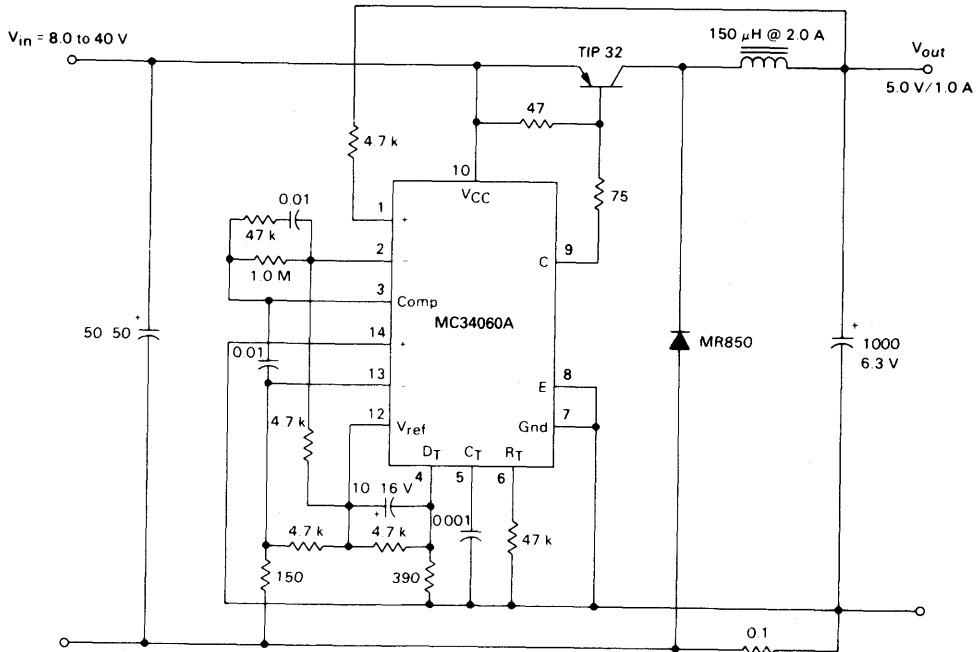 V_in = 8.0 to 40 V
TIP 32
150 μH @ 2.0 A
V_out
5.0 V/1.0 A
47
4.7 k
10
V_CC
75
0.01
47 k
1.0 M
1
+
2
−
3
Comp
14
+
13
−
12
V_ref
9
C
MC34060A
50 50
+
0.01
MR850
+
1000
6.3 V
8
E
7
Gnd
4.7 k
D_T
C_T
R_T
4
5
6
10 16 V
+
0.001
4.7 k
4.7 k
47 k
150
390
0.1